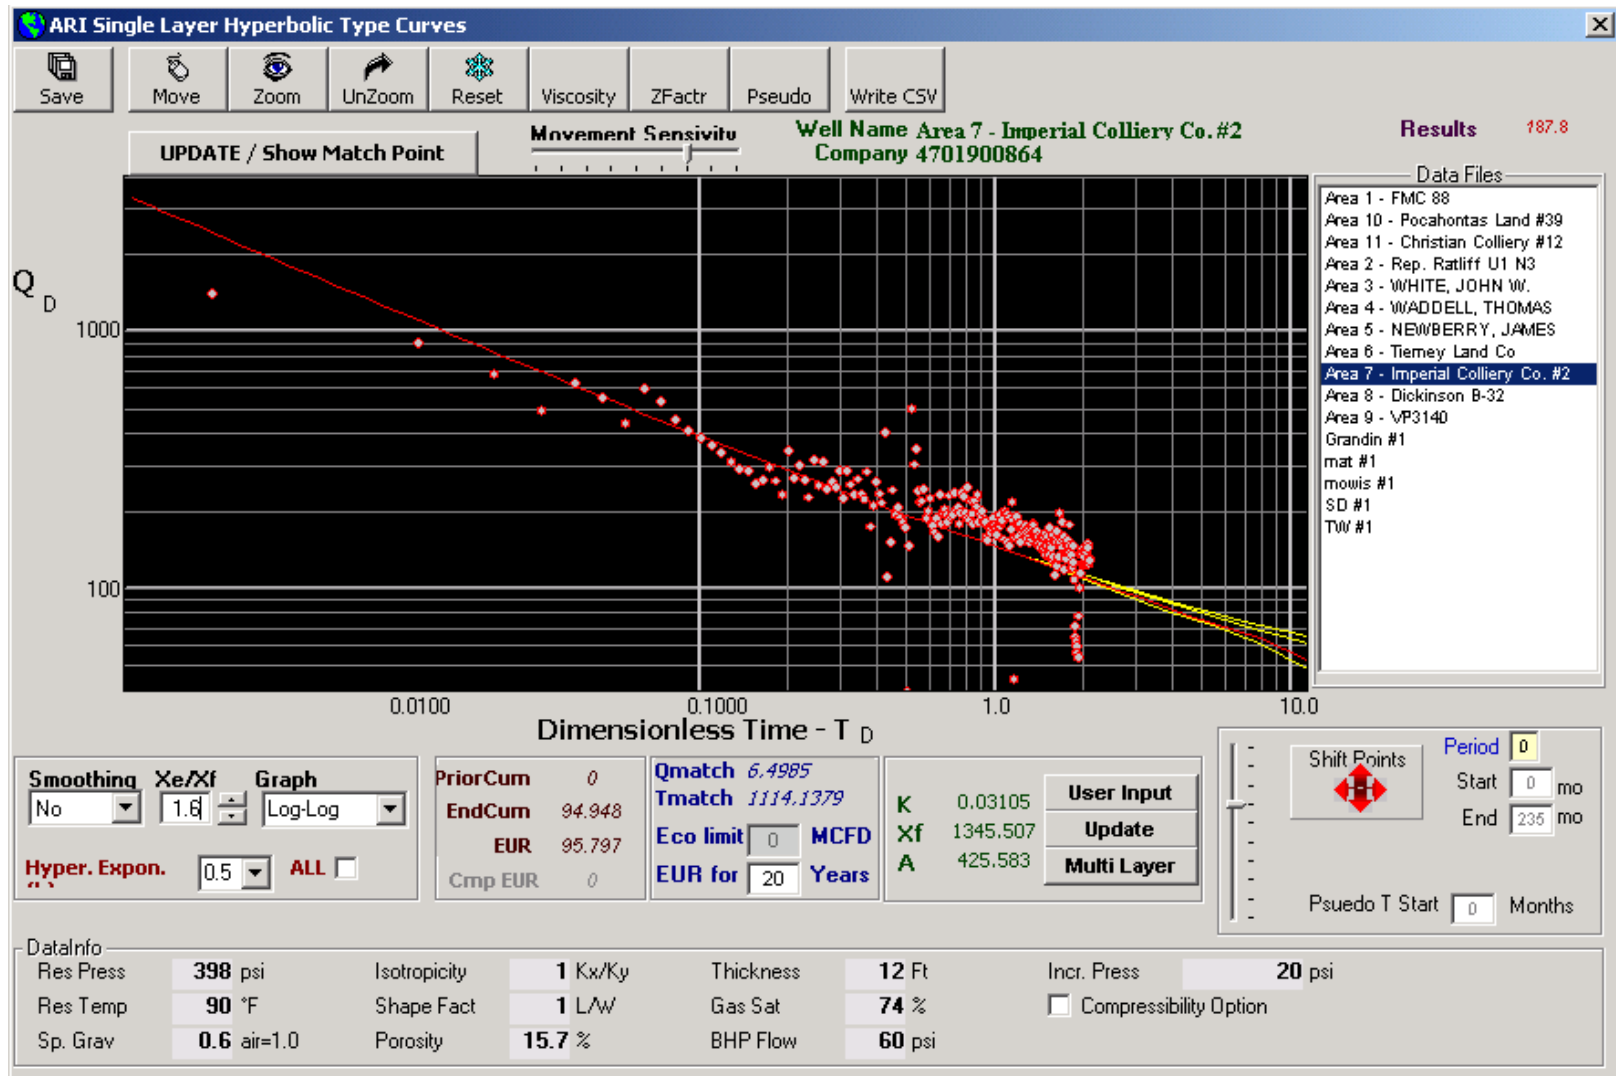 ARI Single Layer Hyperbolic Type Curves
Save Move Zoom UnZoom Reset Viscosity ZFactr Pseudo Write CSV
UPDATE / Show Match Point
Movement Sensivitu
Well Name Area 7 - Imperial Colliery Co. #2
Company 4701900864
Results 187.8
Data Files
Area 1 - FMC 88
Area 10 - Pocahontas Land #39
Area 11 - Christian Colliery #12
Area 2 - Rep. Ratliff U1 N3
Area 3 - WHITE, JOHN W.
Area 4 - WADDELL, THOMAS
Area 5 - NEWBERRY, JAMES
Area 6 - Tierney Land Co
Area 7 - Imperial Colliery Co. #2
Area 8 - Dickinson B-32
Area 9 - VP3140
Grandin #1
mat #1
mowis #1
SD #1
TW #1
Q D
1000
100
0.0100 0.1000 1.0 10.0
Dimensionless Time - T D
Smoothing Xe/Xf Graph
No 1.6 Log-Log
Hyper. Expon. 0.5 ALL
PriorCum 0
EndCum 94.948
EUR 95.797
Cmp EUR 0
Qmatch 6.4985
Tmatch 1114.1379
Eco limit 0 MCFD
EUR for 20 Years
K 0.03105
Xf 1345.507
A 425.583
User Input
Update
Multi Layer
Shift Points
Period 0
Start 0 mo
End 235 mo
Psuedo T Start 0 Months
DataInfo
Res Press 398 psi Isotropicity 1 Kx/Ky Thickness 12 Ft Incr. Press 20 psi
Res Temp 90 °F Shape Fact 1 L/W Gas Sat 74 % Compressibility Option
Sp. Grav 0.6 air=1.0 Porosity 15.7 % BHP Flow 60 psi